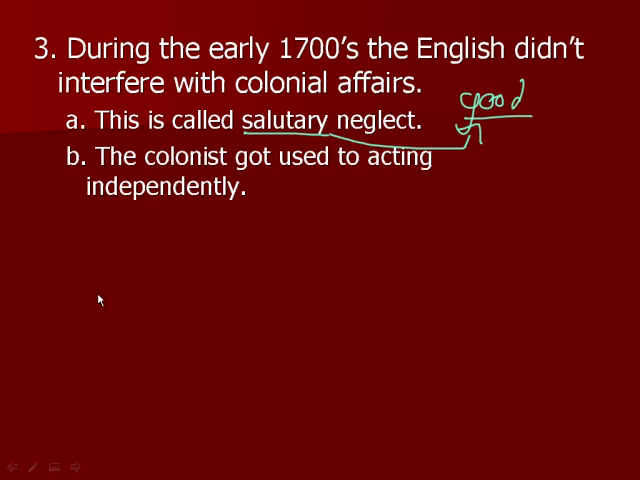 3. During the early 1700's the English didn't
interfere with colonial affairs.
good
a. This is called salutary neglect.
b. The colonist got used to acting
independently.